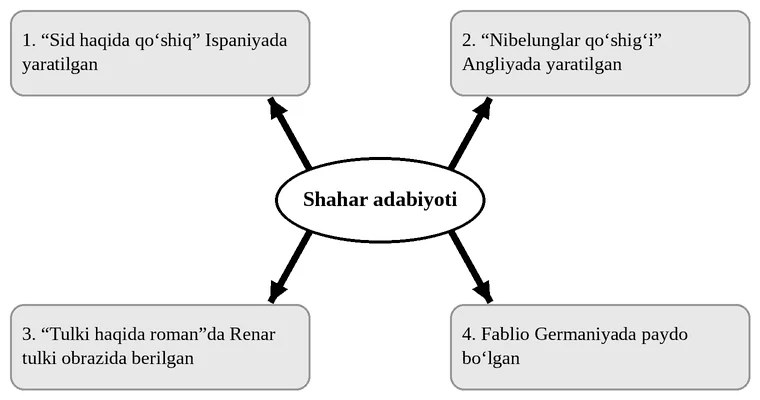 1. “Sid haqida qo‘shiq” Ispaniyada
yaratilgan
2. “Nibelunglar qo‘shig‘i”
Angliyada yaratilgan
Shahar adabiyoti
3. “Tulki haqida roman”da Renar
tulki obrazida berilgan
4. Fablio Germaniyada paydo
bo‘lgan